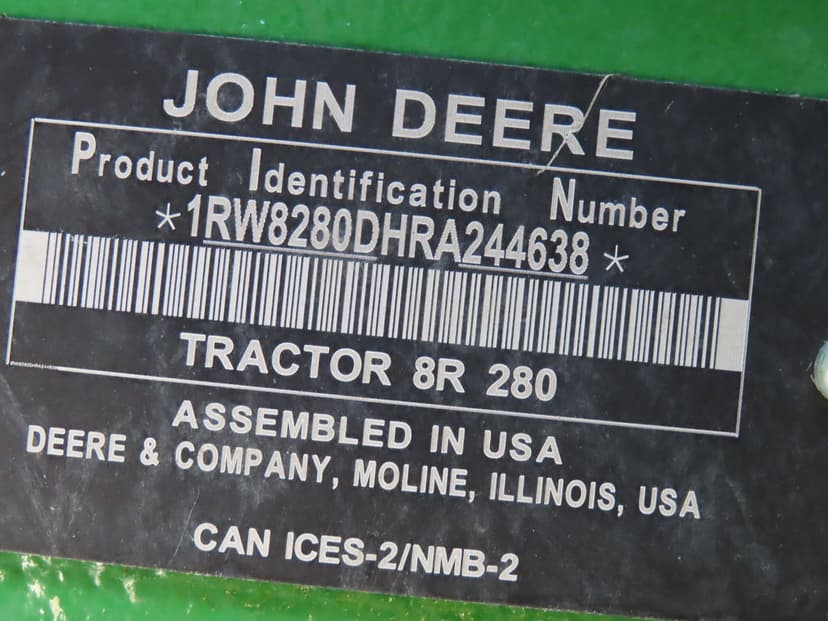 JOHN DEERE
Product Identification Number
*1RW8280DHRA244638*
TRACTOR 8R 280
ASSEMBLED IN USA
DEERE & COMPANY, MOLINE, ILLINOIS, USA
CAN ICES-2/NMB-2